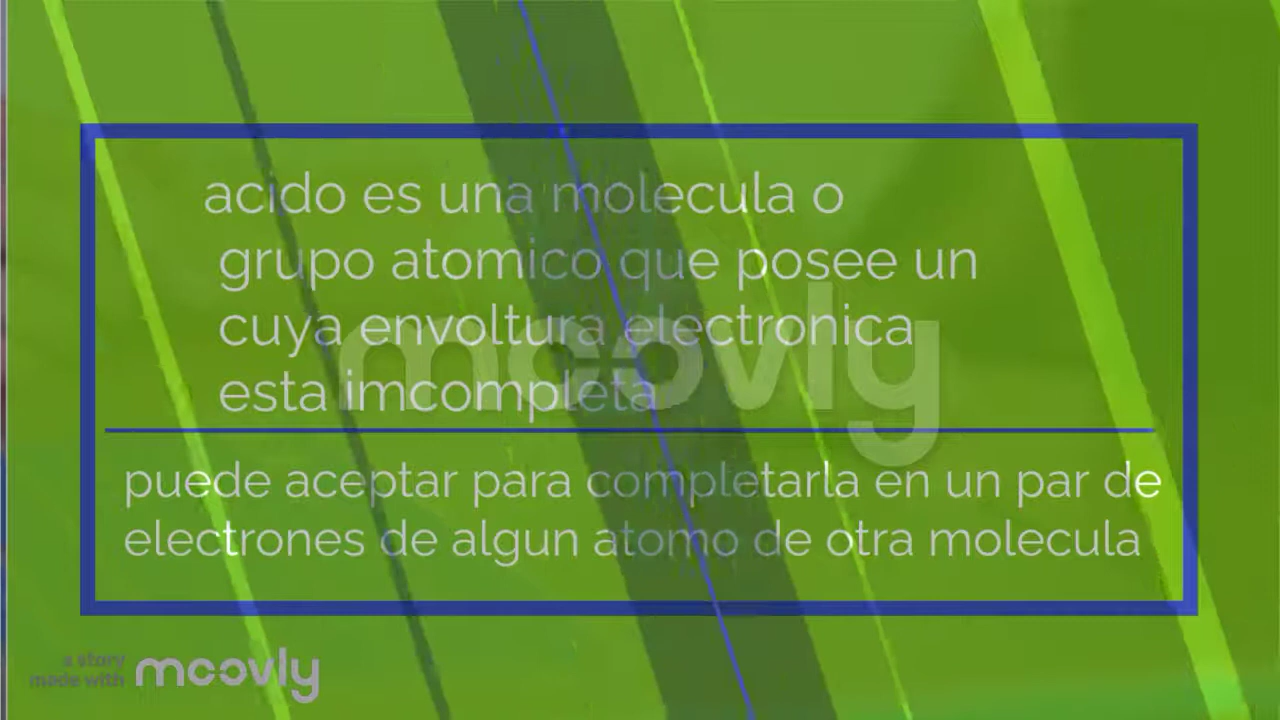 acido es una molecula o
grupo atomico que posee un
cuya envoltura electronica
esta imcompleta
moovly
puede aceptar para completarla en un par de
electrones de algun atomo de otra molecula
a story
made with moovly